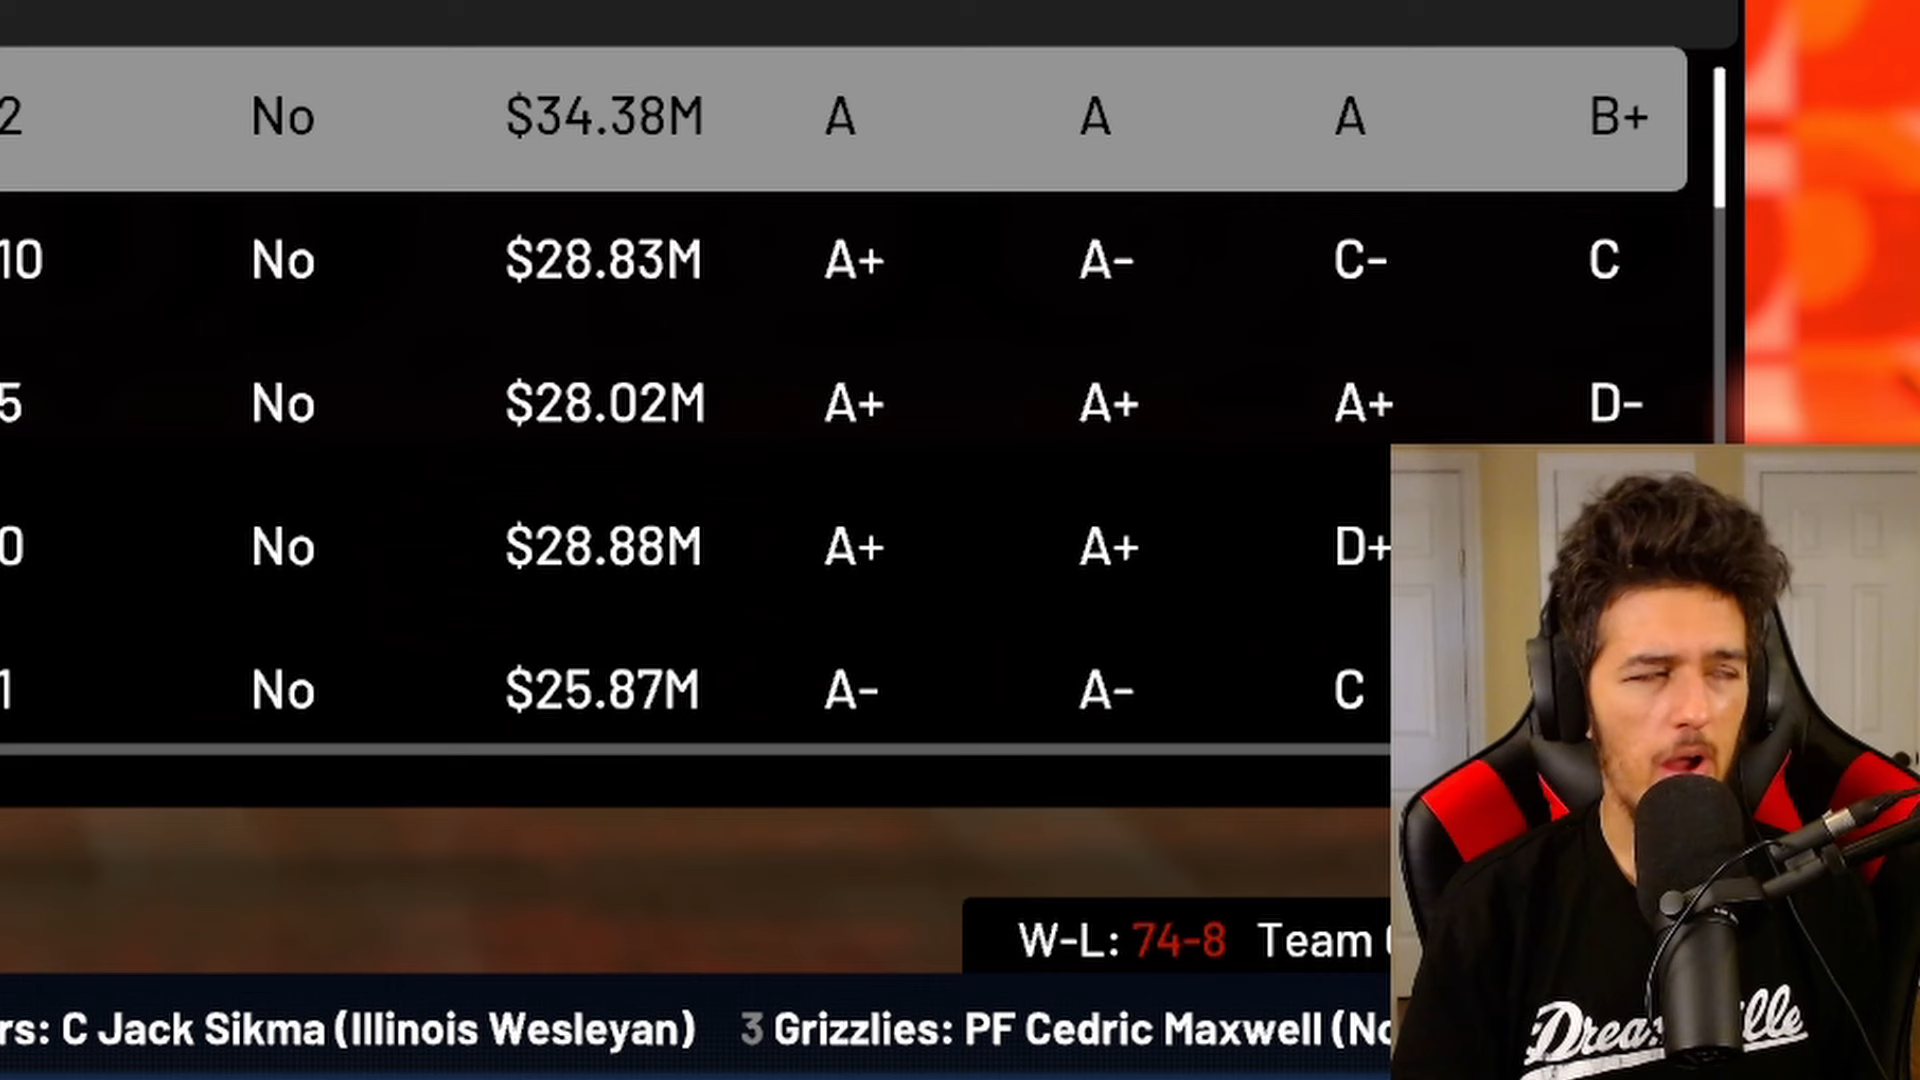 2 No $34.38M A A A B+
10 No $28.83M A+ A- C- C
5 No $28.02M A+ A+ A+ D-
0 No $28.88M A+ A+ D+
1 No $25.87M A- A- C
W-L: 74-8 Team
rs: C Jack Sikma (Illinois Wesleyan) 3 Grizzlies: PF Cedric Maxwell (No